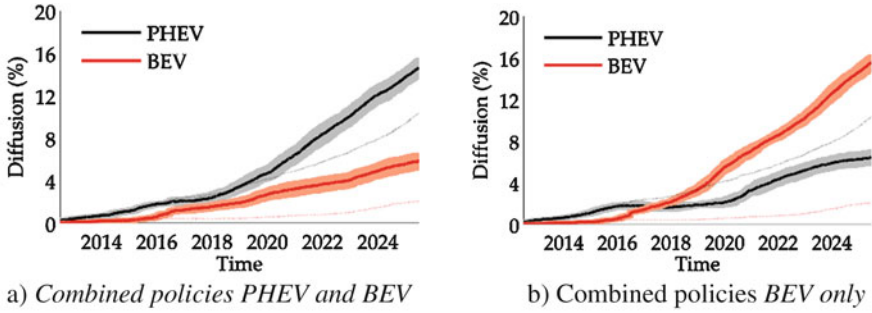 20
16
12
8
4
0
Diffusion (%)
PHEV
BEV
2014 2016 2018 2020 2022 2024
Time
a) Combined policies PHEV and BEV
20
16
12
8
4
0
Diffusion (%)
PHEV
BEV
2014 2016 2018 2020 2022 2024
Time
b) Combined policies BEV only